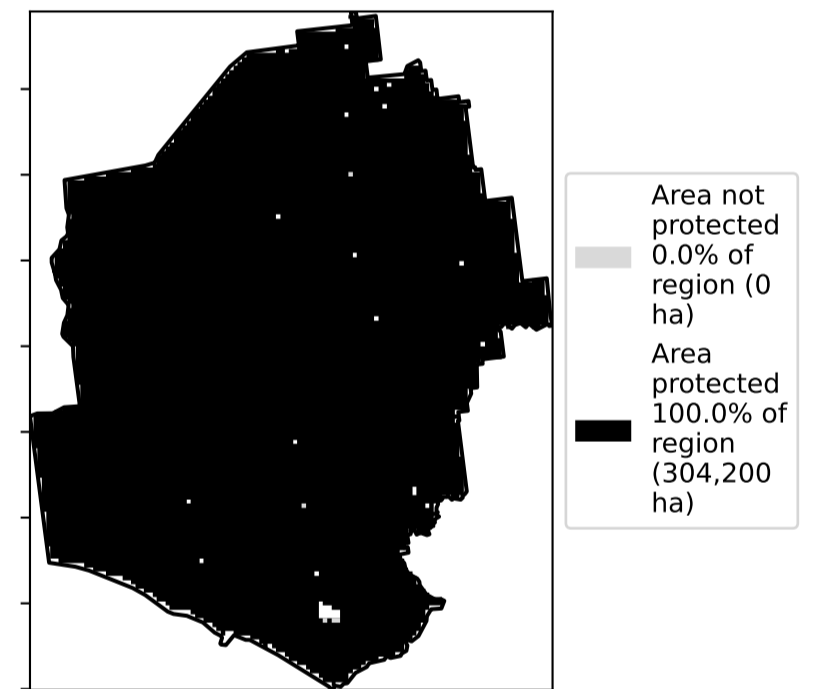 Area not
protected
0.0% of
region (0
ha)
Area
protected
100.0% of
region
(304,200
ha)